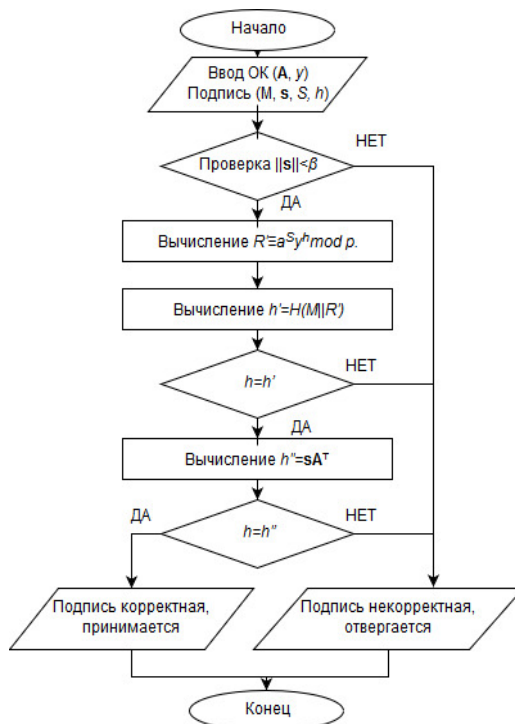 Начало
Ввод ОК (A, y)
Подпись (M, s, S, h)
Проверка ||s||<β
НЕТ
ДА
Вычисление R'=a^S y^h mod p.
Вычисление h'=H(M||R')
h=h'
НЕТ
ДА
Вычисление h"=sA^T
h=h"
ДА
НЕТ
Подпись корректная,
принимается
Подпись некорректная,
отвергается
Конец